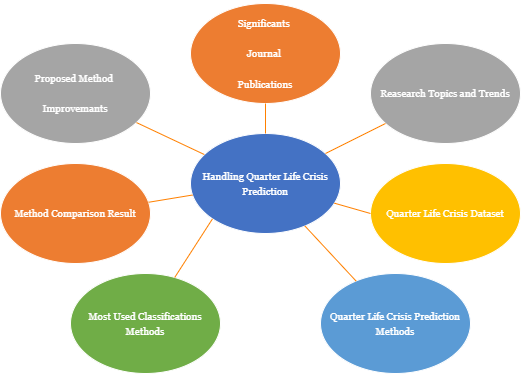 Significants
Journal
Publications
Proposed Method
Improvemants
Reasearch Topics and Trends
Handling Quarter Life Crisis
Prediction
Method Comparison Result
Quarter Life Crisis Dataset
Most Used Classifications
Methods
Quarter Life Crisis Prediction
Methods